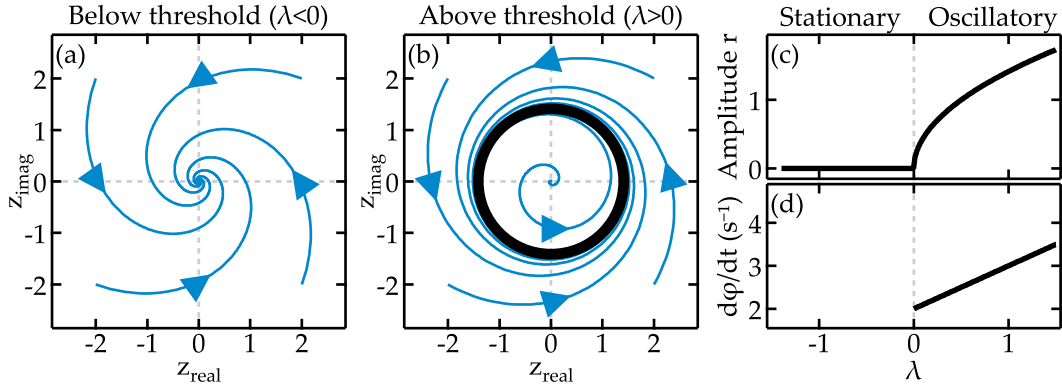 Below threshold (λ<0)
(a)
2
1
0
-1
-2
z_imag
-2 -1 0 1 2
z_real
Above threshold (λ>0)
(b)
2
1
0
-1
-2
z_imag
-2 -1 0 1 2
z_real
Stationary Oscillatory
(c)
Amplitude r
1
0
(d)
dφ/dt (s⁻¹)
4
3
2
-1 0 1
λ